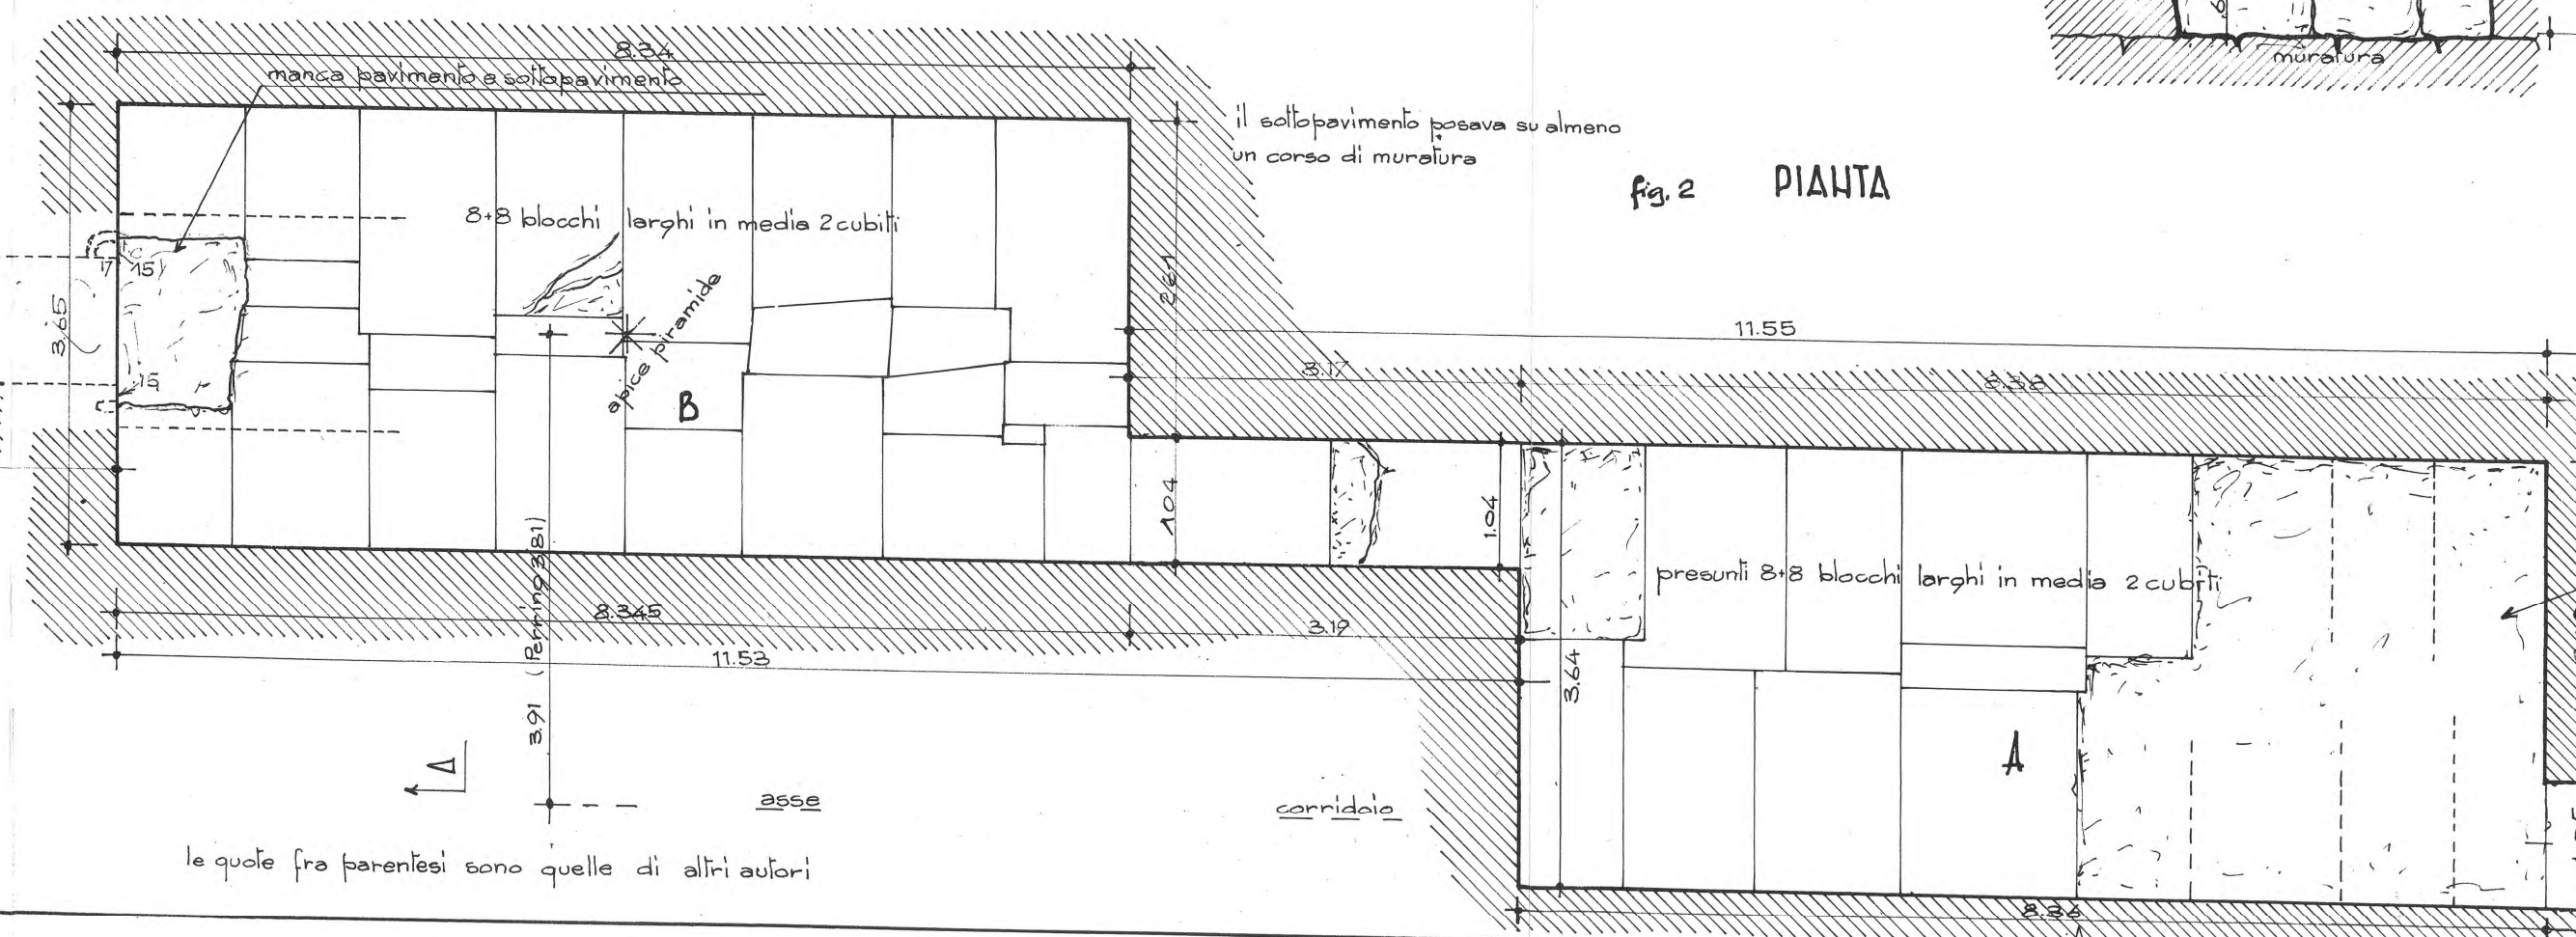 8.34
manca pavimento e sottopavimento
muratura
il sottopavimento posava su almeno
un corso di muratura
fig. 2 PIANTA
8+8 blocchi larghi in media 2 cubiti
17 15
3.65
2.61
apice piramide
11.55
3.17
8.38
15
B
1.04
1.04
presunti 8+8 blocchi larghi in media 2 cubiti
8.345
3.19
11.53
3.64
3.91 (Perring 3.81)
A
A
asse
corridoio
le quote fra parentesi sono quelle di altri autori
8.36